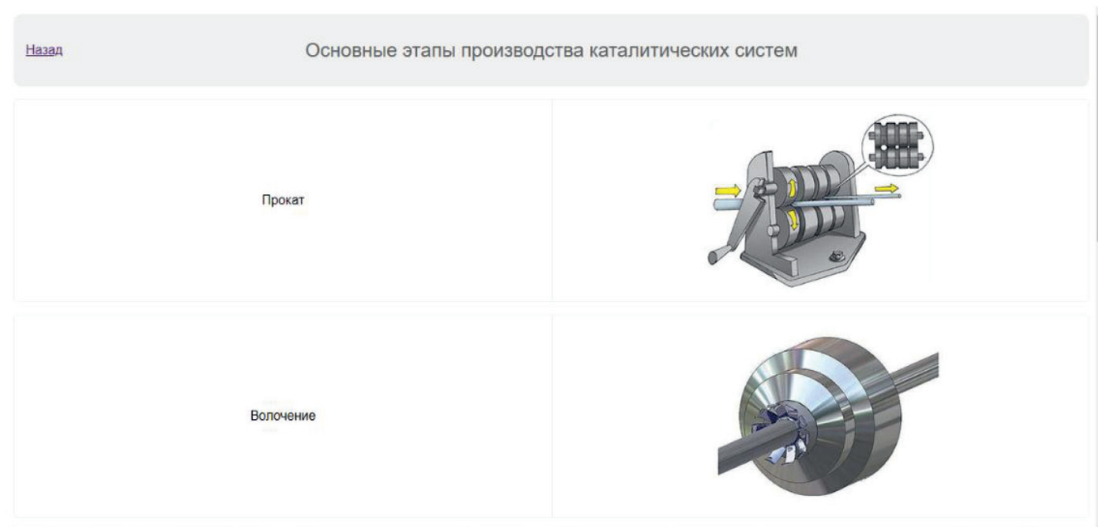 Назад
Основные этапы производства каталитических систем
Прокат
Волочение